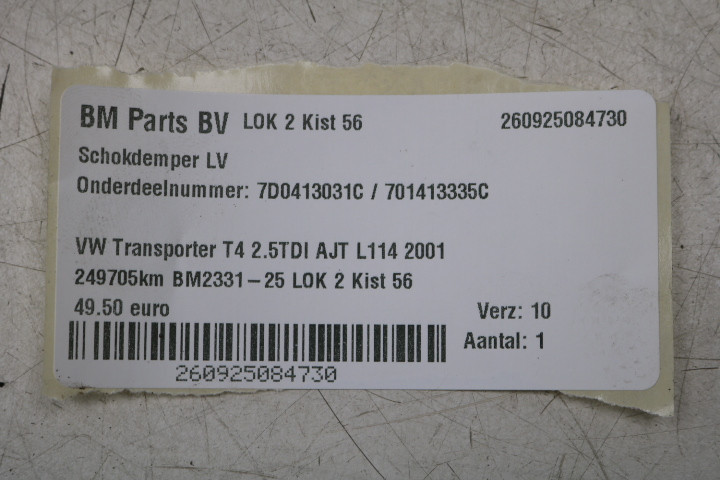 BM Parts BV LOK 2 Kist 56 260925084730
Schokdemper LV
Onderdeelnummer: 7D0413031C / 701413335C
VW Transporter T4 2.5TDI AJT L114 2001
249705km BM2331-25 LOK 2 Kist 56
49.50 euro Verz: 10
Aantal: 1
260925084730